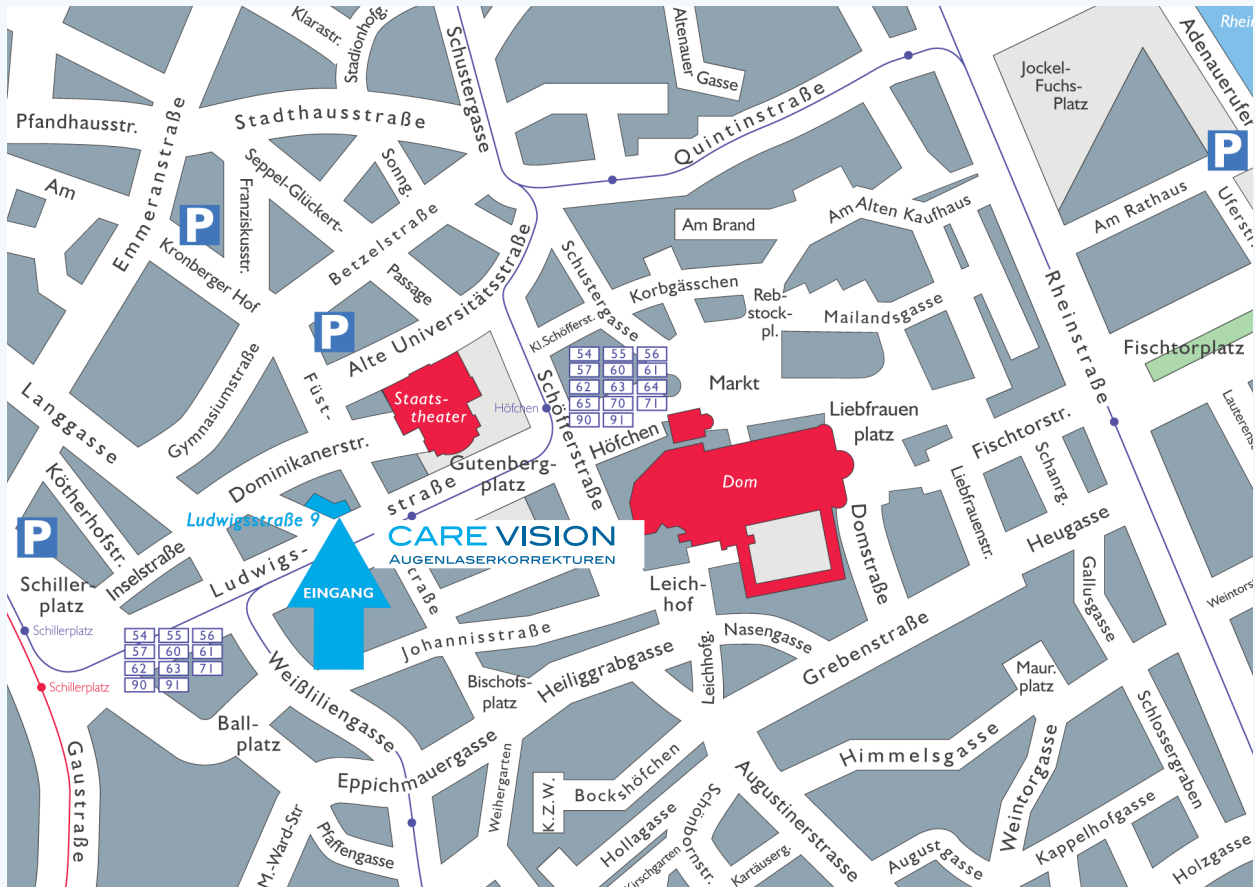 Klarastr.
Stadionhofg.
Schustergasse
Altenauer
Gasse
Adenauerufer
Jockel-
Fuchs-
Platz
Pfandhausstr.
Stadthausstraße
Emmeranstraße
Quintinstraße
P
Am
Seppel-Glückert-
Passage
Sonng.
Franziskusstr.
P
Betzelstraße
Kronberger Hof
Am Brand
Am Alten Kaufhaus
Am Rathaus
Uferstr.
Schustergasse
Korbgässchen
Reb-
stock-
pl.
Mailandsgasse
Rheinstraße
P
Alte Universitätsstraße
Kl.Schöfferst.
54 55 56
57 60 61
62 63 64
65 70 71
90 91
Fischtorplatz
Langgasse
Gymnasiumstraße
Füst-
straße
Staats-
theater
Höfchen
Schöfferstraße
Markt
Höfchen
Liebfrauen
platz
Fischtorstr.
Dominikanerstr.
Gutenberg-
platz
Dom
Schanrg.
Liebfrauenstr.
Kötherhofstr.
Ludwigsstraße 9
Ludwigs-
straße
CARE VISION
AUGENLASERKORREKTUREN
Domstraße
Heugasse
P
Schiller-
platz
Inselstraße
EINGANG
Leich-
hof
Gallusgasse
Schillerplatz
54 55 56
57 60 61
62 63 71
90 91
Schillerplatz
Johannisstraße
Nasengasse
Grebenstraße
Weißliliengasse
Bischofs-
platz
Heiliggrabgasse
Leichhofg.
Maur.
platz
Ball-
platz
Schlossergraben
Gaustraße
Eppichmauergasse
Himmelsgasse
Weihergarten
K.Z.W.
Bockshöfchen
Augustinerstraße
Weintorgasse
M.-Ward-Str
Pfaffengasse
Hollagasse
Schönbornstr.
Kartäuserg.
Augustgasse
Kappelhofgasse
Holzgasse